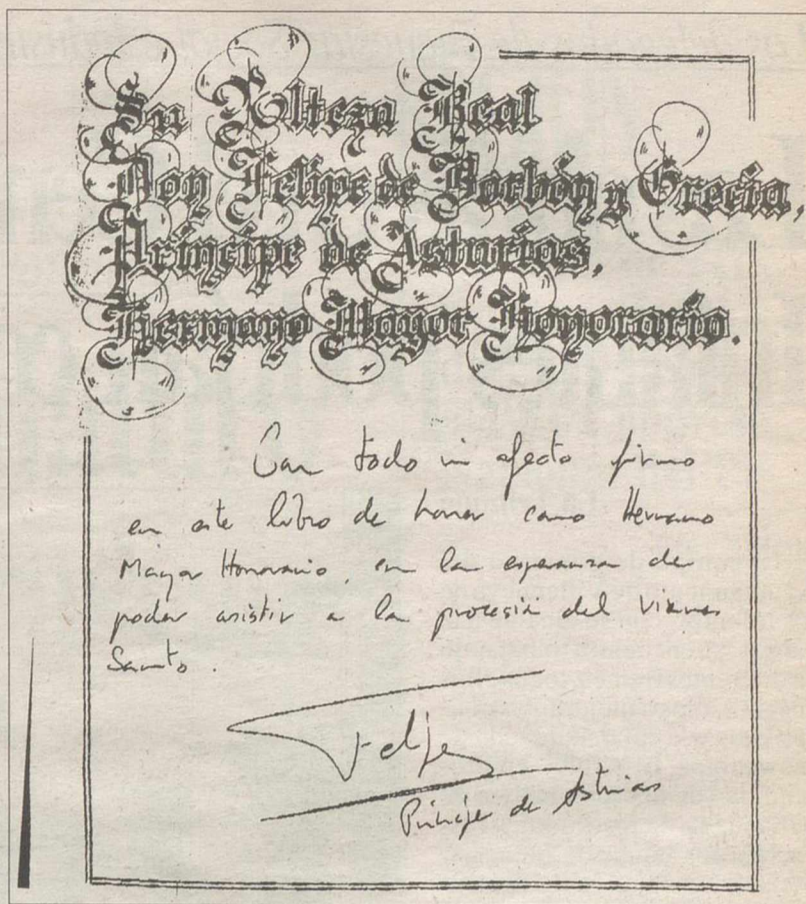 Su Alteza Real
Don Felipe de Borbón y Grecia,
Príncipe de Asturias,
Hermano Mayor Honorario.
Con todo mi afecto firmo
en este libro de honor como Hermano
Mayor Honorario, en la esperanza de
poder asistir a la procesión del Viernes
Santo.
Felipe
Príncipe de Asturias